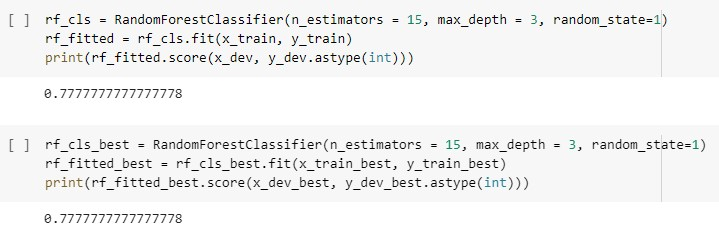 [ ] rf_cls = RandomForestClassifier(n_estimators = 15, max_depth = 3, random_state=1)
rf_fitted = rf_cls.fit(x_train, y_train)
print(rf_fitted.score(x_dev, y_dev.astype(int)))
0.7777777777777778
[ ] rf_cls_best = RandomForestClassifier(n_estimators = 15, max_depth = 3, random_state=1)
rf_fitted_best = rf_cls_best.fit(x_train_best, y_train_best)
print(rf_fitted_best.score(x_dev_best, y_dev_best.astype(int)))
0.7777777777777778